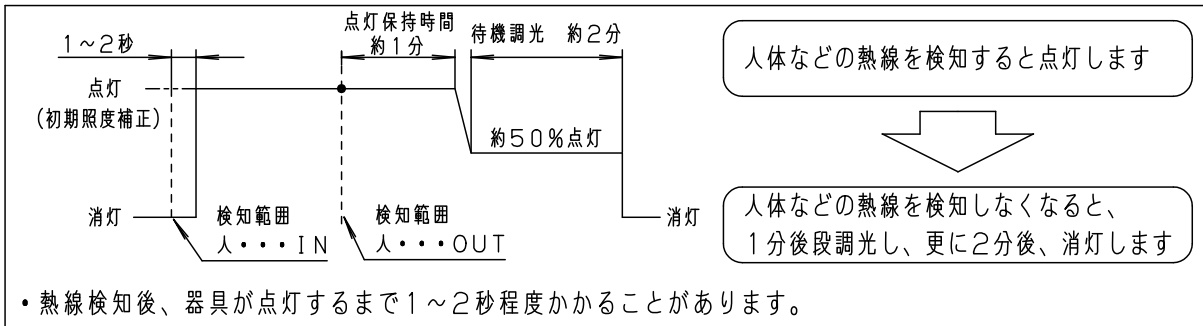 １～２秒
点灯保持時間
約１分
待機調光　約２分
点灯
(初期照度補正)
約５０％点灯
消灯
検知範囲
人・・・ＩＮ
検知範囲
人・・・ＯＵＴ
消灯
人体などの熱線を検知すると点灯します
人体などの熱線を検知しなくなると、
１分後段調光し、更に２分後、消灯します
・熱線検知後、器具が点灯するまで１～２秒程度かかることがあります。